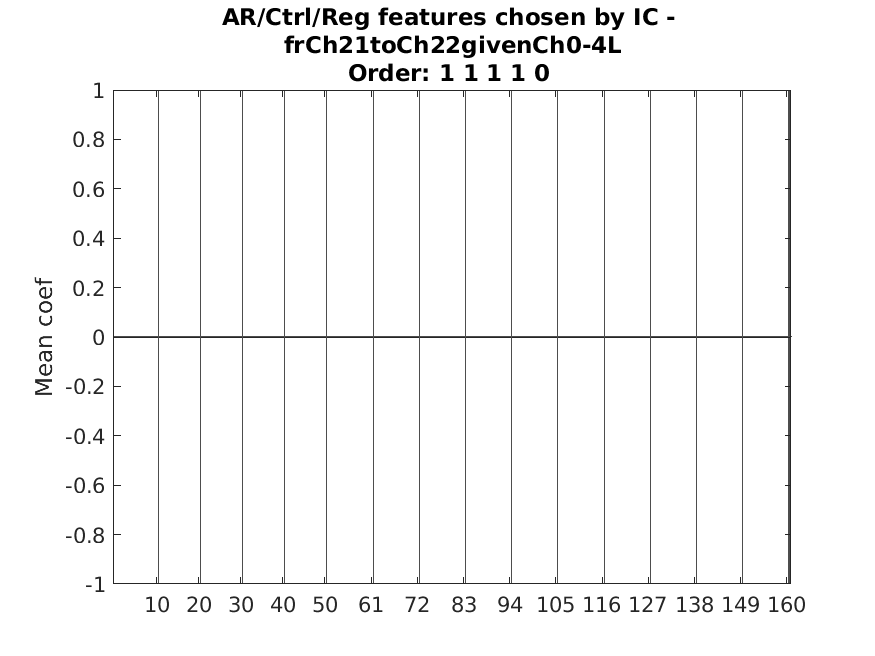 AR/Ctrl/Reg features chosen by IC -
frCh21toCh22givenCh0-4L
Order: 1 1 1 1 0
1
0.8
0.6
0.4
0.2
0
-0.2
-0.4
-0.6
-0.8
-1
Mean coef
10 20 30 40 50 61 72 83 94 105 116 127 138 149 160